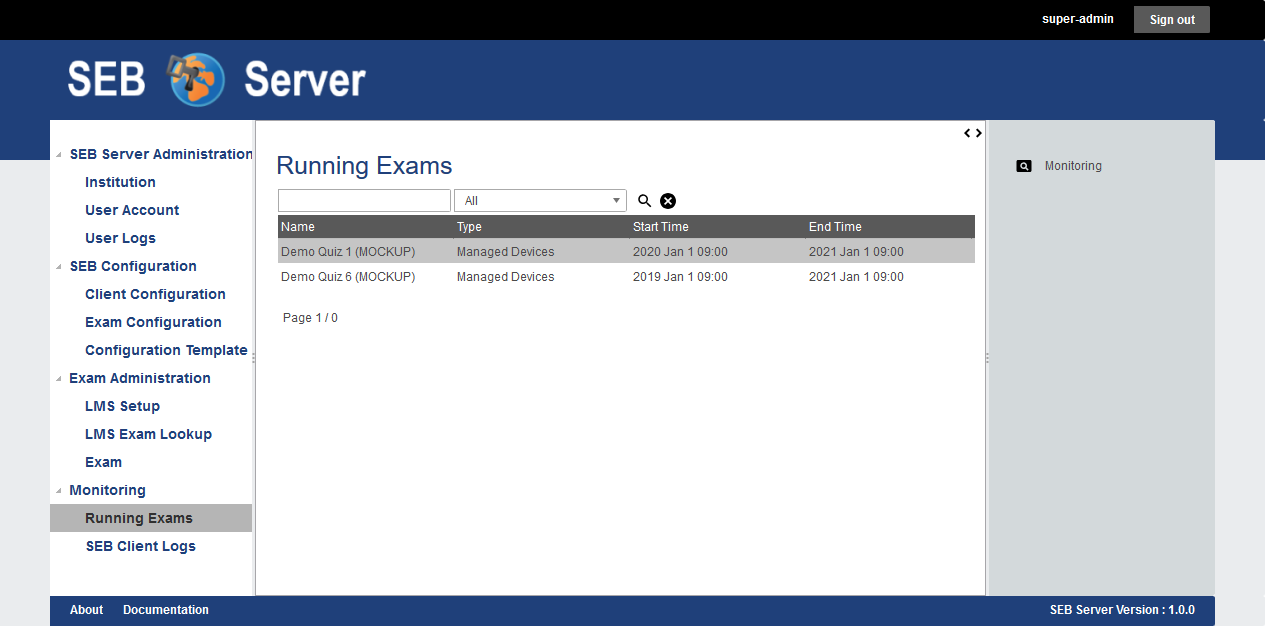 super-admin Sign out
SEB Server
SEB Server Administration
Institution
User Account
User Logs
SEB Configuration
Client Configuration
Exam Configuration
Configuration Template
Exam Administration
LMS Setup
LMS Exam Lookup
Exam
Monitoring
Running Exams
SEB Client Logs
Running Exams
All
Name Type Start Time End Time
Demo Quiz 1 (MOCKUP) Managed Devices 2020 Jan 1 09:00 2021 Jan 1 09:00
Demo Quiz 6 (MOCKUP) Managed Devices 2019 Jan 1 09:00 2021 Jan 1 09:00
Page 1 / 0
Monitoring
About Documentation SEB Server Version : 1.0.0